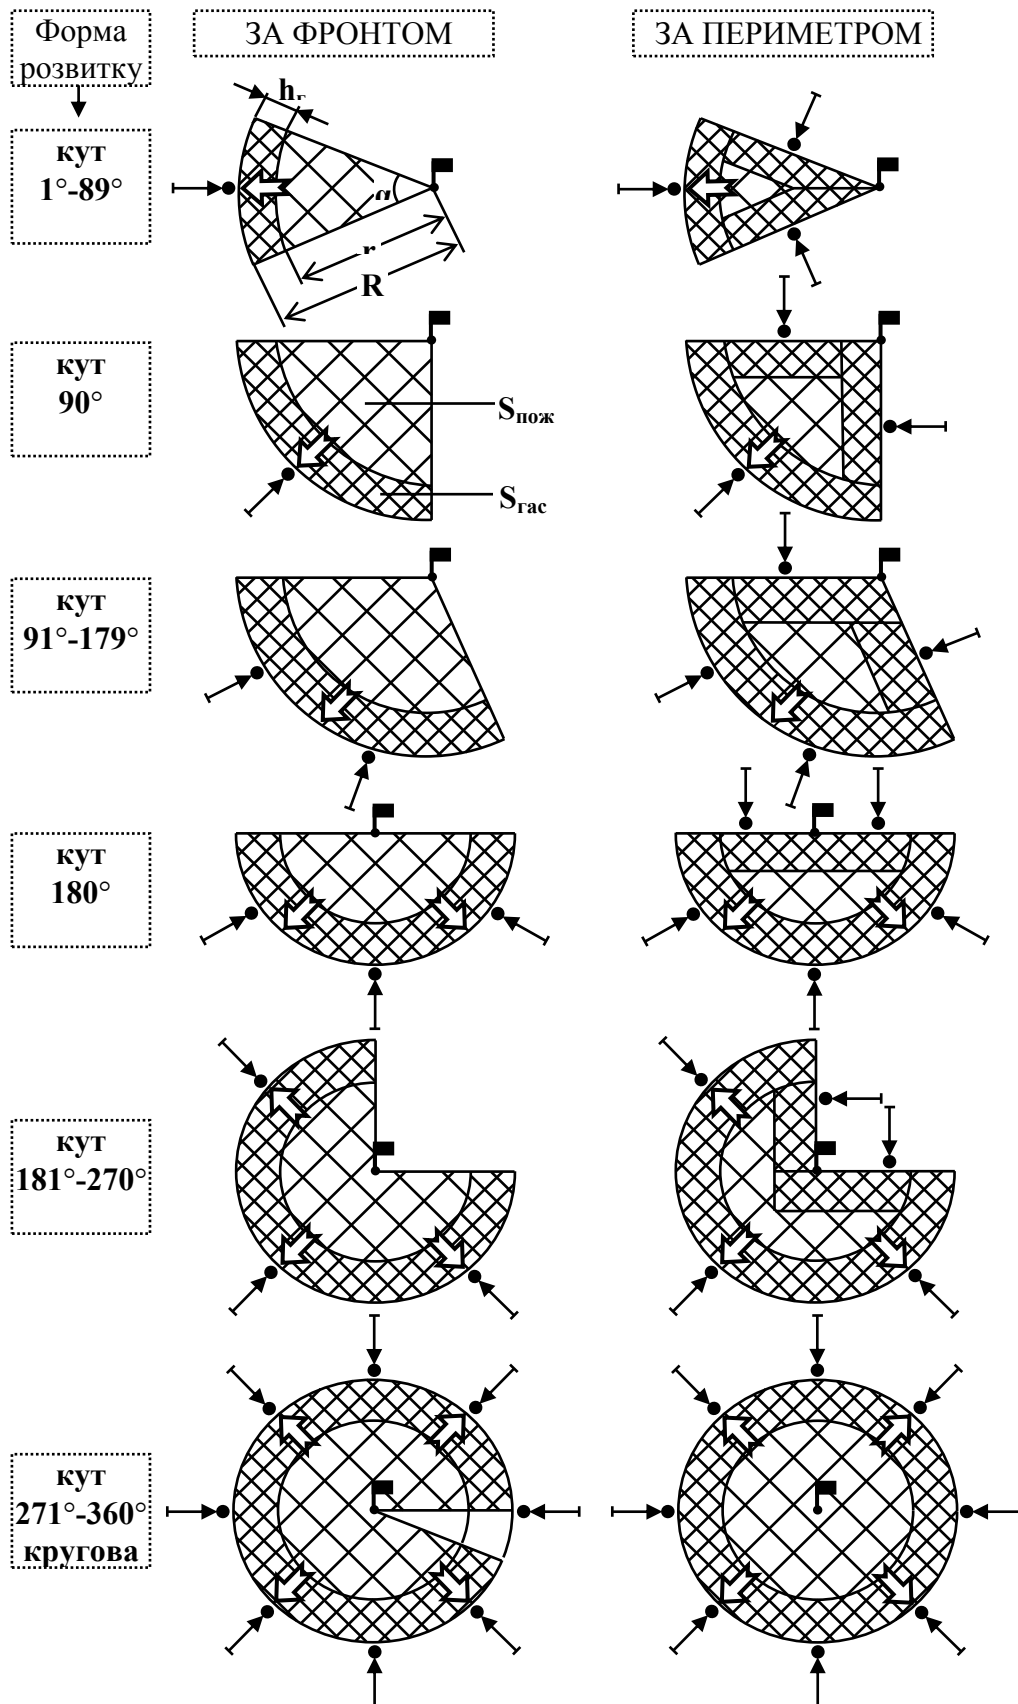 Форма
розвитку
ЗА ФРОНТОМ
ЗА ПЕРИМЕТРОМ
кут
1°-89°
r
R
кут
90°
Sпож
Sгас
кут
91°-179°
кут
180°
кут
181°-270°
кут
271°-360°
кругова